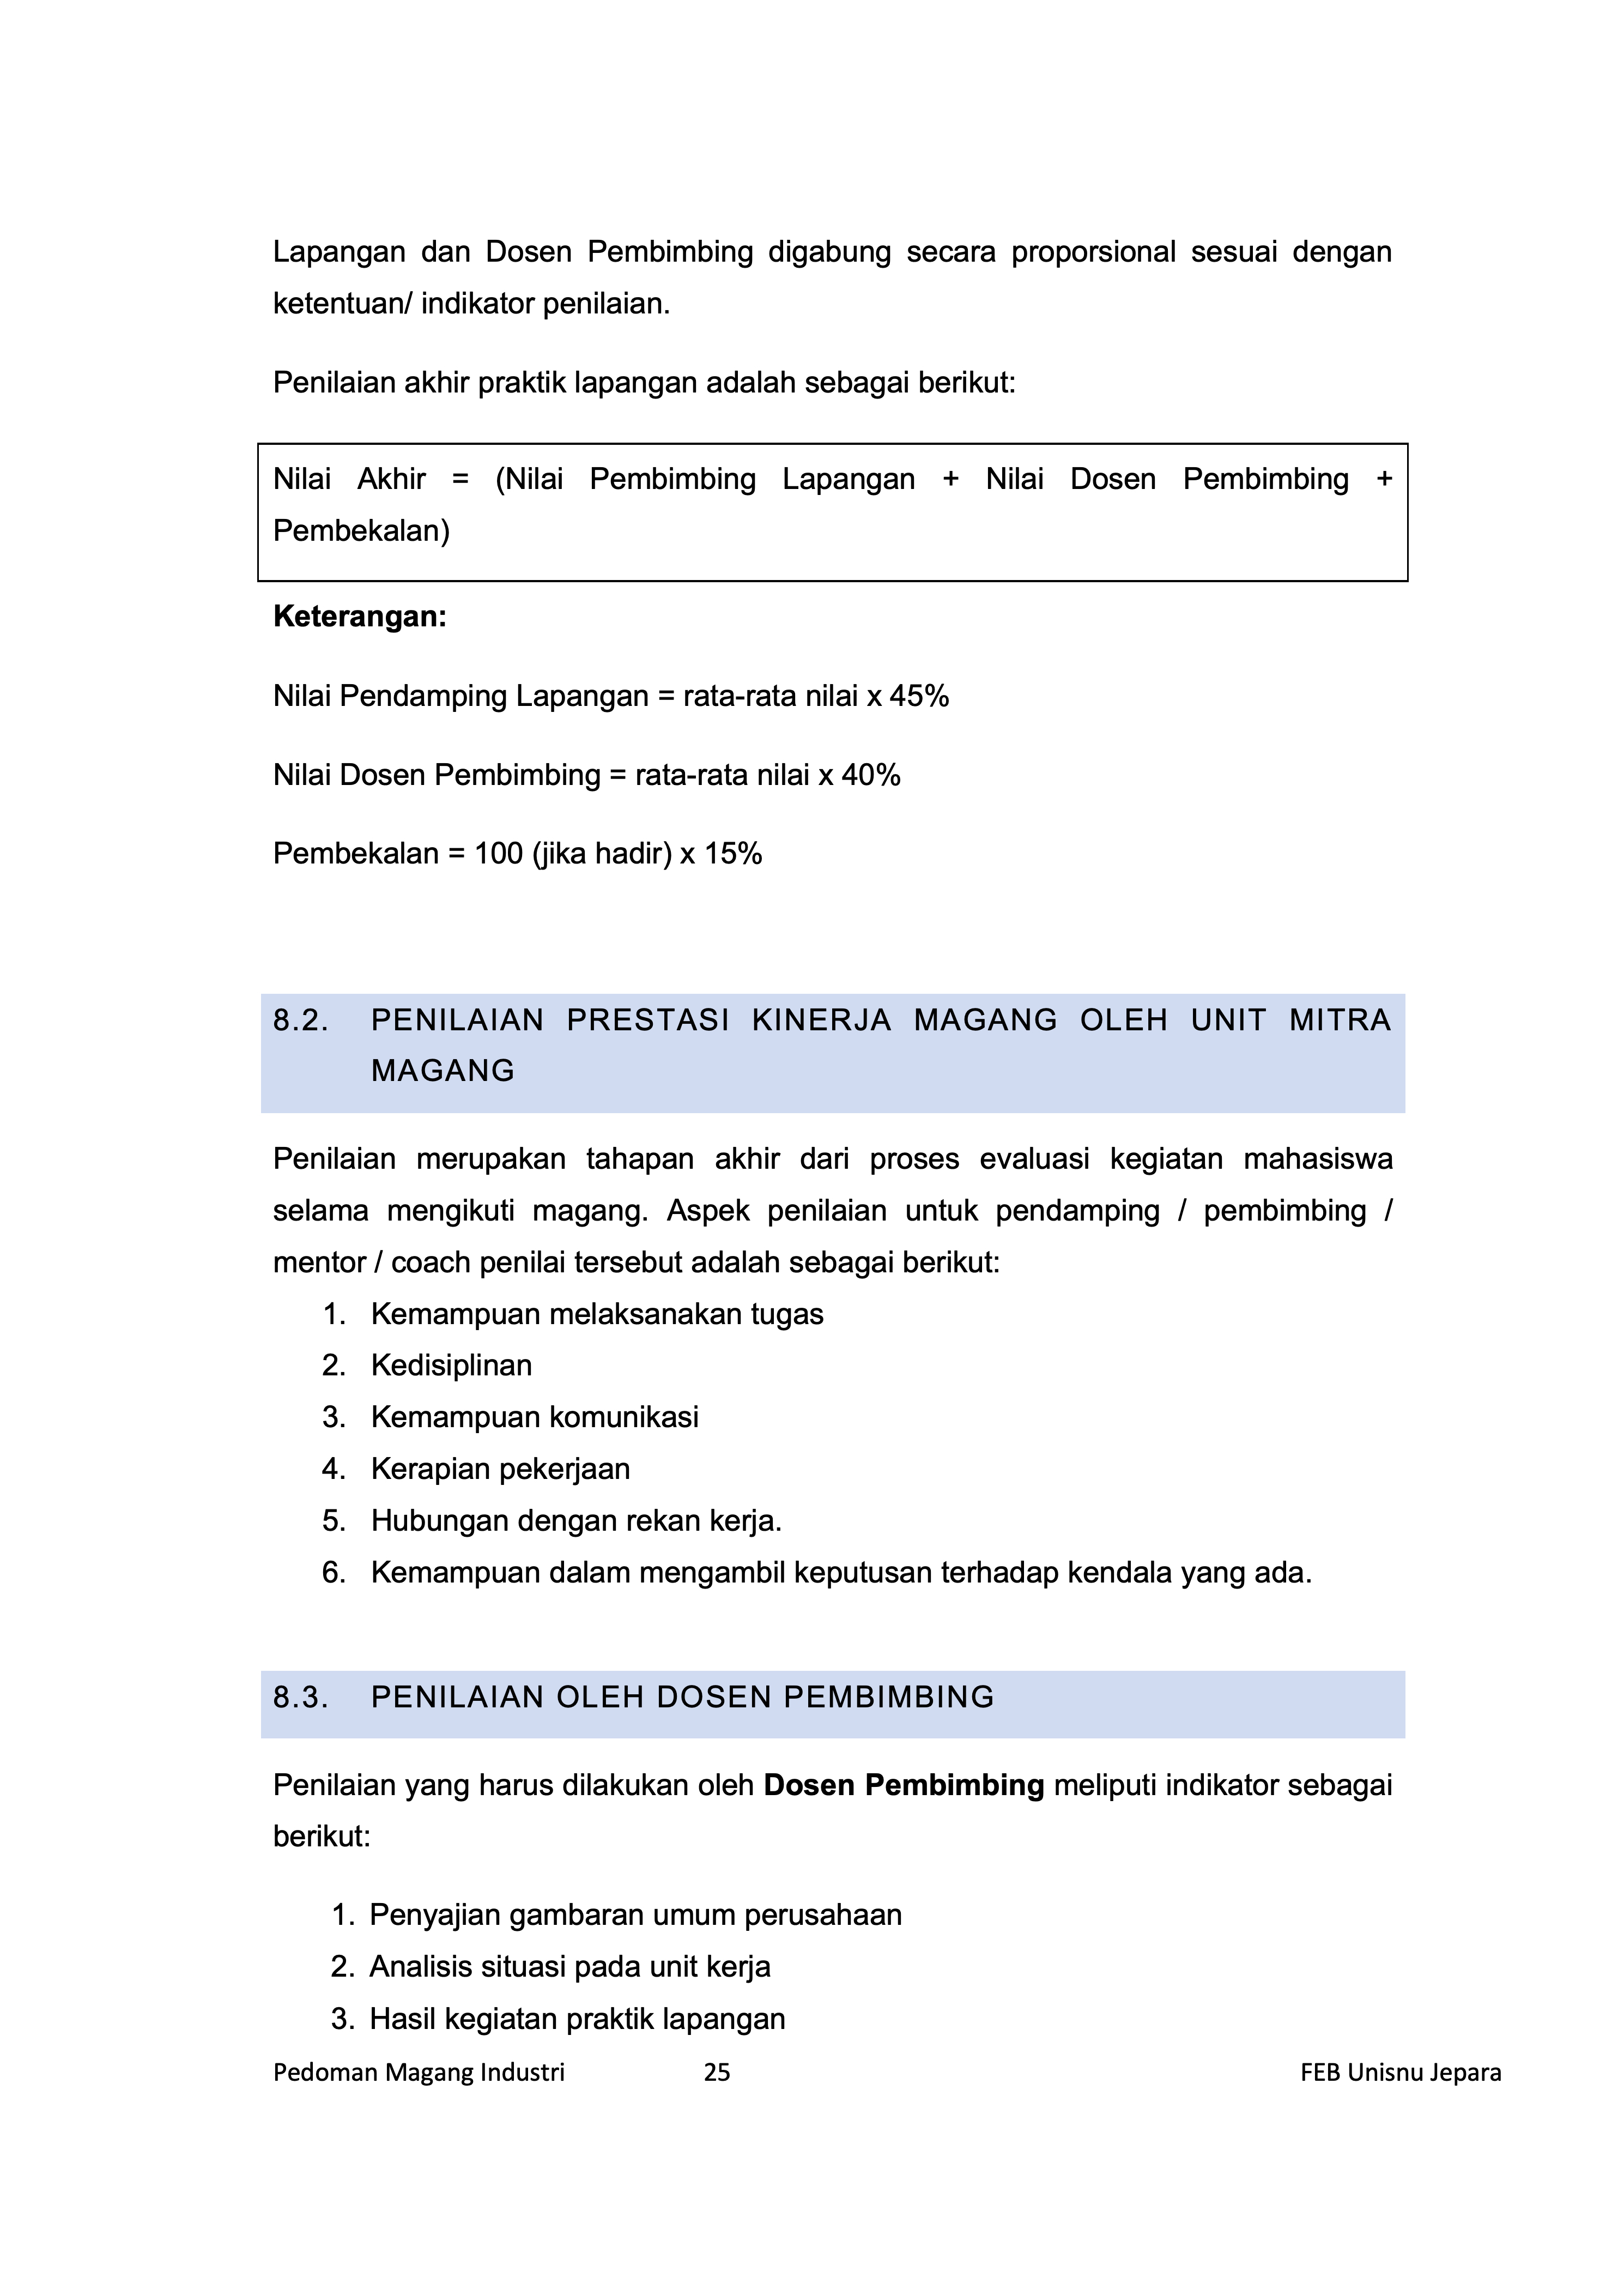 Lapangan dan Dosen Pembimbing digabung secara proporsional sesuai dengan
ketentuan/ indikator penilaian.
Penilaian akhir praktik lapangan adalah sebagai berikut:
Nilai Akhir = (Nilai Pembimbing Lapangan + Nilai Dosen Pembimbing +
Pembekalan)
Keterangan:
Nilai Pendamping Lapangan = rata-rata nilai x 45%
Nilai Dosen Pembimbing = rata-rata nilai x 40%
Pembekalan = 100 (jika hadir) x 15%
8.2. PENILAIAN PRESTASI KINERJA MAGANG OLEH UNIT MITRA
MAGANG
Penilaian merupakan tahapan akhir dari proses evaluasi kegiatan mahasiswa
selama mengikuti magang. Aspek penilaian untuk pendamping / pembimbing /
mentor / coach penilai tersebut adalah sebagai berikut:
1. Kemampuan melaksanakan tugas
2. Kedisiplinan
3. Kemampuan komunikasi
4. Kerapian pekerjaan
5. Hubungan dengan rekan kerja.
6. Kemampuan dalam mengambil keputusan terhadap kendala yang ada.
8.3. PENILAIAN OLEH DOSEN PEMBIMBING
Penilaian yang harus dilakukan oleh Dosen Pembimbing meliputi indikator sebagai
berikut:
1. Penyajian gambaran umum perusahaan
2. Analisis situasi pada unit kerja
3. Hasil kegiatan praktik lapangan
Pedoman Magang Industri 25 FEB Unisnu Jepara